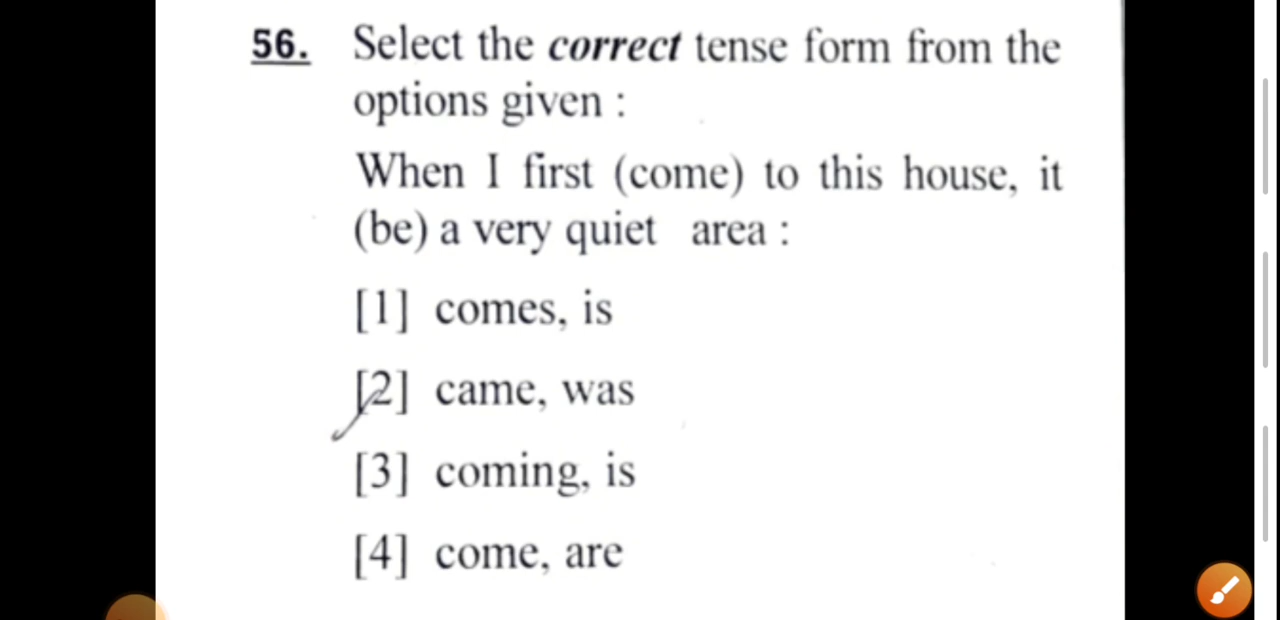 56. Select the correct tense form from the
options given :
When I first (come) to this house, it
(be) a very quiet area :
[1] comes, is
[2] came, was
[3] coming, is
[4] come, are